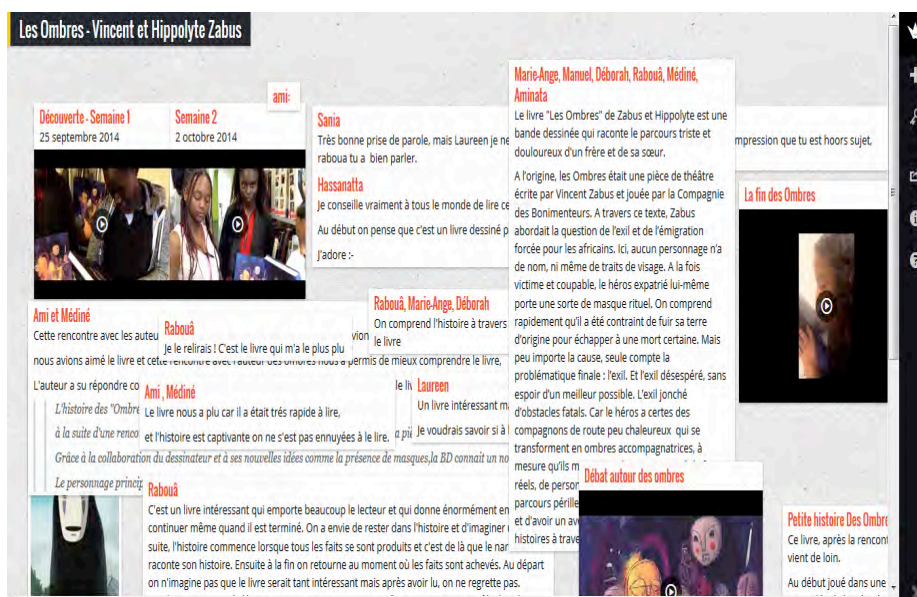 Les Ombres - Vincent et Hippolyte Zabus
ami:
Découverte - Semaine 1
25 septembre 2014
Semaine 2
2 octobre 2014
Sania
Très bonne prise de parole, mais Laureen je ne
raboua tu a bien parler.
Hassanatta
Je conseille vraiment à tous le monde de lire ce
Au début on pense que c'est un livre dessiné p
J'adore :-
Marie-Ange, Manuel, Déborah, Rabouâ, Médiné,
Aminata
Le livre "Les Ombres" de Zabus et Hippolyte est une
bande dessinée qui raconte le parcours triste et
douloureux d'un frère et de sa sœur.
A l'origine, les Ombres était une pièce de théâtre
écrite par Vincent Zabus et jouée par la Compagnie
des Bonimenteurs. A travers ce texte, Zabus
abordait la question de l'exil et de l'émigration
forcée pour les africains. Ici, aucun personnage n'a
de nom, ni même de traits de visage. A la fois
victime et coupable, le héros expatrié lui-même
porte une sorte de masque rituel. On comprend
rapidement qu'il a été contraint de fuir sa terre
d'origine pour échapper à une mort certaine. Mais
peu importe la cause, seule compte la
problématique finale : l'exil. Et l'exil désespéré, sans
espoir d'un meilleur possible. L'exil jonché
d'obstacles fatals. Car le héros a certes des
compagnons de route peu chaleureux qui se
transforment en ombres accompagnatrices, à
mesure qu'ils m
réels, de person
parcours pérille
et d'avoir un ave
histoires à trave
mpression que tu est hoors sujet,
La fin des Ombres
Ami et Médiné
Cette rencontre avec les auteu
vion
nous avions aimé le livre et cette rencontre avec l'auteur des ombres nous a permis de mieux comprendre le livre,
L'auteur a su répondre co
le li
L'histoire des "Ombre
à la suite d'une renco
a piè
Grâce à la collaboration du dessinateur et à ses nouvelles idées comme la présence de masques,la BD connait un no
Le personnage princip
Rabouâ
Je le relirais ! C'est le livre qui m'a le plus plu
Rabouâ, Marie-Ange, Déborah
On comprend l'histoire à travers
le livre
Ami , Médiné
Le livre nous a plu car il a était trés rapide à lire,
et l'histoire est captivante on ne s'est pas ennuyées à le lire.
Laureen
Un livre intéressant m
Je voudrais savoir si à
Rabouâ
C'est un livre intéressant qui emporte beaucoup le lecteur et qui donne énormément en
continuer même quand il est terminé. On a envie de rester dans l'histoire et d'imaginer
suite, l'histoire commence lorsque tous les faits se sont produits et c'est de là que le nar
raconte son histoire. Ensuite à la fin on retourne au moment où les faits sont achevés. Au départ
on n'imagine pas que le livre serait tant intéressant mais après avoir lu, on ne regrette pas.
Débat autour des ombres
Petite histoire Des Ombre
Ce livre, après la rencont
vient de loin.
Au début joué dans une